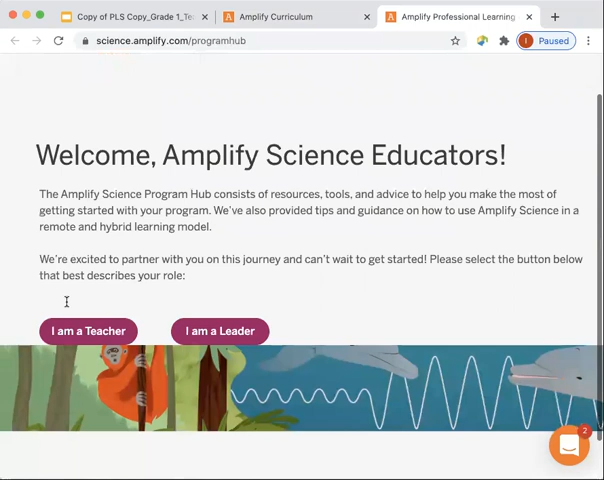 Copy of PLS Copy_Grade 1_Te
Amplify Curriculum
Amplify Professional Learning
science.amplify.com/programhub
Paused
Welcome, Amplify Science Educators!
The Amplify Science Program Hub consists of resources, tools, and advice to help you make the most of
getting started with your program. We've also provided tips and guidance on how to use Amplify Science in a
remote and hybrid learning model.
We're excited to partner with you on this journey and can't wait to get started! Please select the button below
that best describes your role:
I am a Teacher
I am a Leader
2